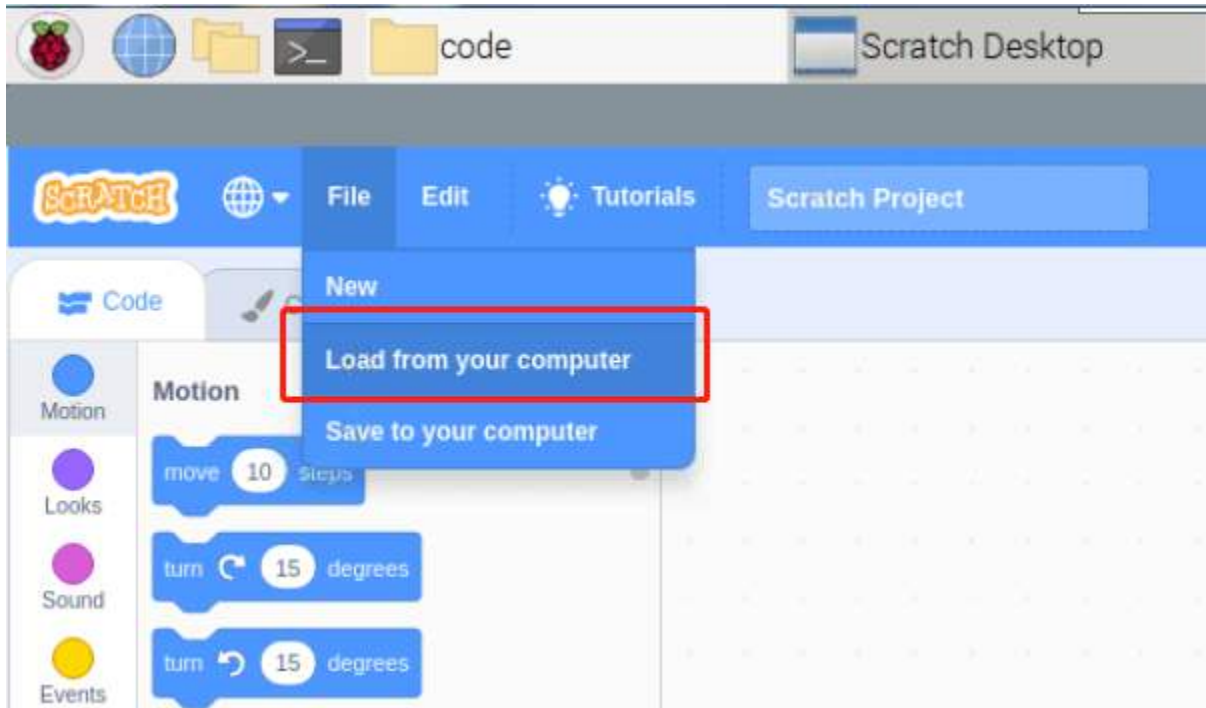 code
Scratch Desktop
SCRATCH
File
Edit
Tutorials
Scratch Project
New
Load from your computer
Save to your computer
Code
Motion
Looks
Sound
Events
Motion
move 10 steps
turn 15 degrees
turn 15 degrees